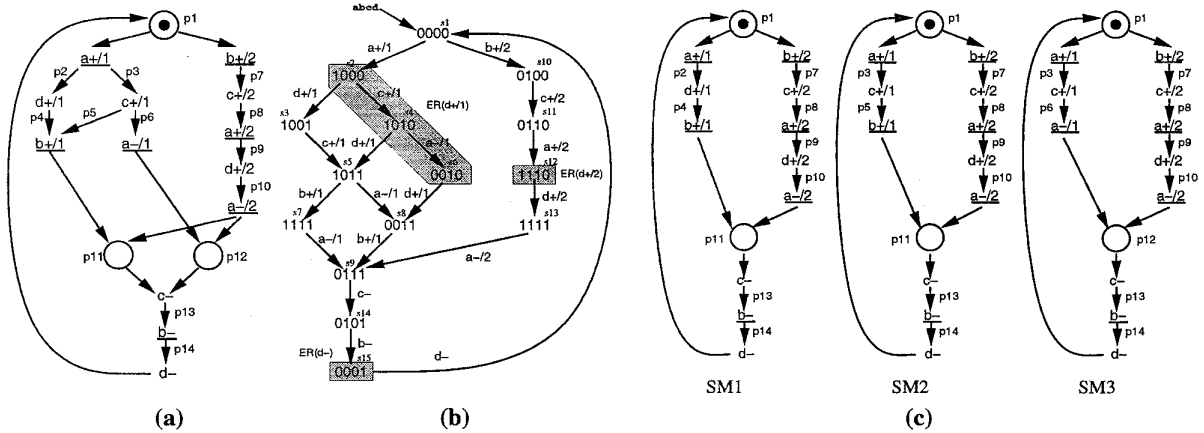 p1
a+/1
b+/2
p2
p3
p7
d+/1
c+/1
c+/2
p4
p5
p6
p8
b+/1
a-/1
a+/2
p9
d+/2
p10
a-/2
p11
p12
c-
p13
b-
p14
d-
(a)
abcd
s1
0000
a+/1
b+/2
s2
1000
s10
0100
d+/1
c+/1
ER(d+/1)
c+/2
s3
1001
s4
1010
s11
0110
c+/1
d+/1
a-/1
a+/2
s5
1011
s6
0010
s12
1110
ER(d+/2)
b+/1
a-/1
d+/1
d+/2
s7
1111
s8
0011
s13
1111
a-/1
b+/1
a-/2
s9
0111
c-
s14
0101
b-
ER(d-)
s15
0001
d-
(b)
p1
a+/1
b+/2
p2
p7
d+/1
c+/2
p4
p8
b+/1
a+/2
p9
d+/2
p10
a-/2
p11
c-
p13
b-
p14
d-
SM1
p1
a+/1
b+/2
p3
p7
c+/1
c+/2
p5
p8
b+/1
a+/2
p9
d+/2
p10
a-/2
p11
c-
p13
b-
p14
d-
SM2
p1
a+/1
b+/2
p3
p7
c+/1
c+/2
p6
p8
a-/1
a+/2
p9
d+/2
p10
a-/2
p12
c-
p13
b-
p14
d-
SM3
(c)